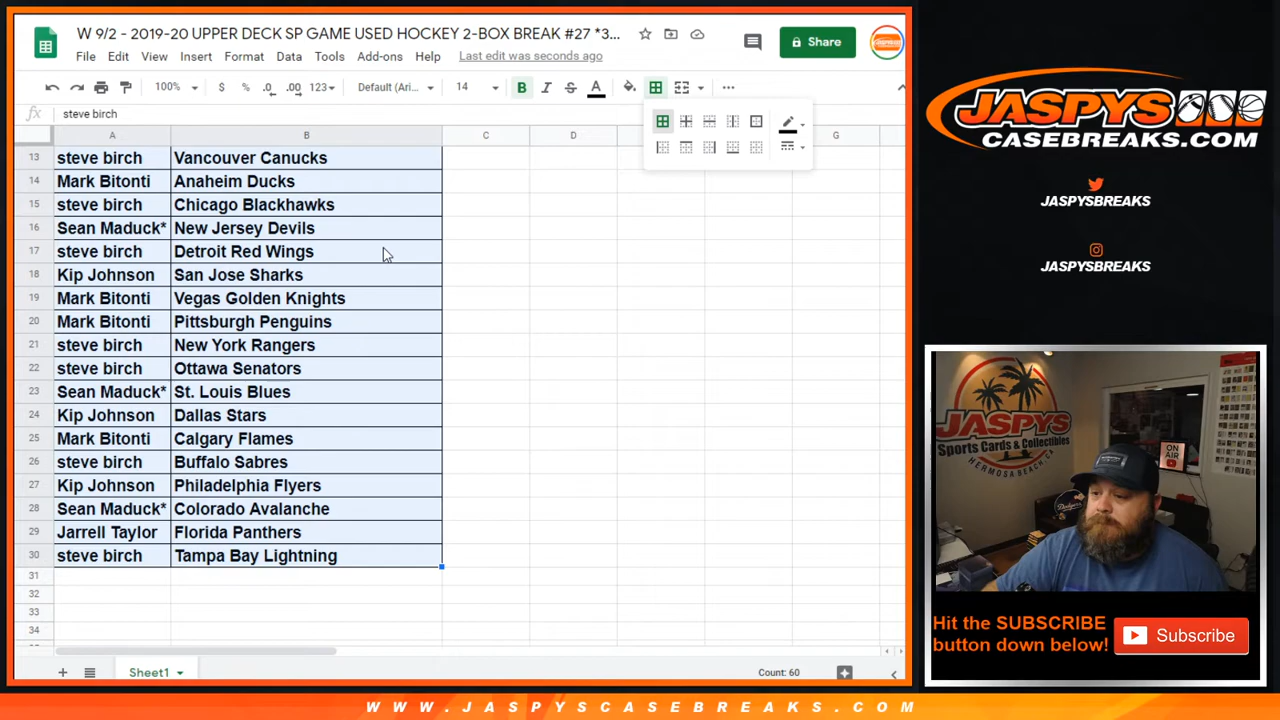 W 9/2 - 2019-20 UPPER DECK SP GAME USED HOCKEY 2-BOX BREAK #27 *3...
File Edit View Insert Format Data Tools Add-ons Help Last edit was seconds ago
Share
100% $ % .0 .00 123 Default (Ari... 14 B I S A
fx steve birch
A B C D G
13 steve birch Vancouver Canucks
14 Mark Bitonti Anaheim Ducks
15 steve birch Chicago Blackhawks
16 Sean Maduck* New Jersey Devils
17 steve birch Detroit Red Wings
18 Kip Johnson San Jose Sharks
19 Mark Bitonti Vegas Golden Knights
20 Mark Bitonti Pittsburgh Penguins
21 steve birch New York Rangers
22 steve birch Ottawa Senators
23 Sean Maduck* St. Louis Blues
24 Kip Johnson Dallas Stars
25 Mark Bitonti Calgary Flames
26 steve birch Buffalo Sabres
27 Kip Johnson Philadelphia Flyers
28 Sean Maduck* Colorado Avalanche
29 Jarrell Taylor Florida Panthers
30 steve birch Tampa Bay Lightning
31
32
33
34
Sheet1
Count: 60
JASPYS
CASEBREAKS.COM
JASPYSBREAKS
JASPYSBREAKS
JASPYS
Sports Cards & Collectibles
HERMOSA BEACH, CA
ON AIR
Dodgers
Hit the SUBSCRIBE
button down below!
Subscribe
WWW.JASPYSCASEBREAKS.COM